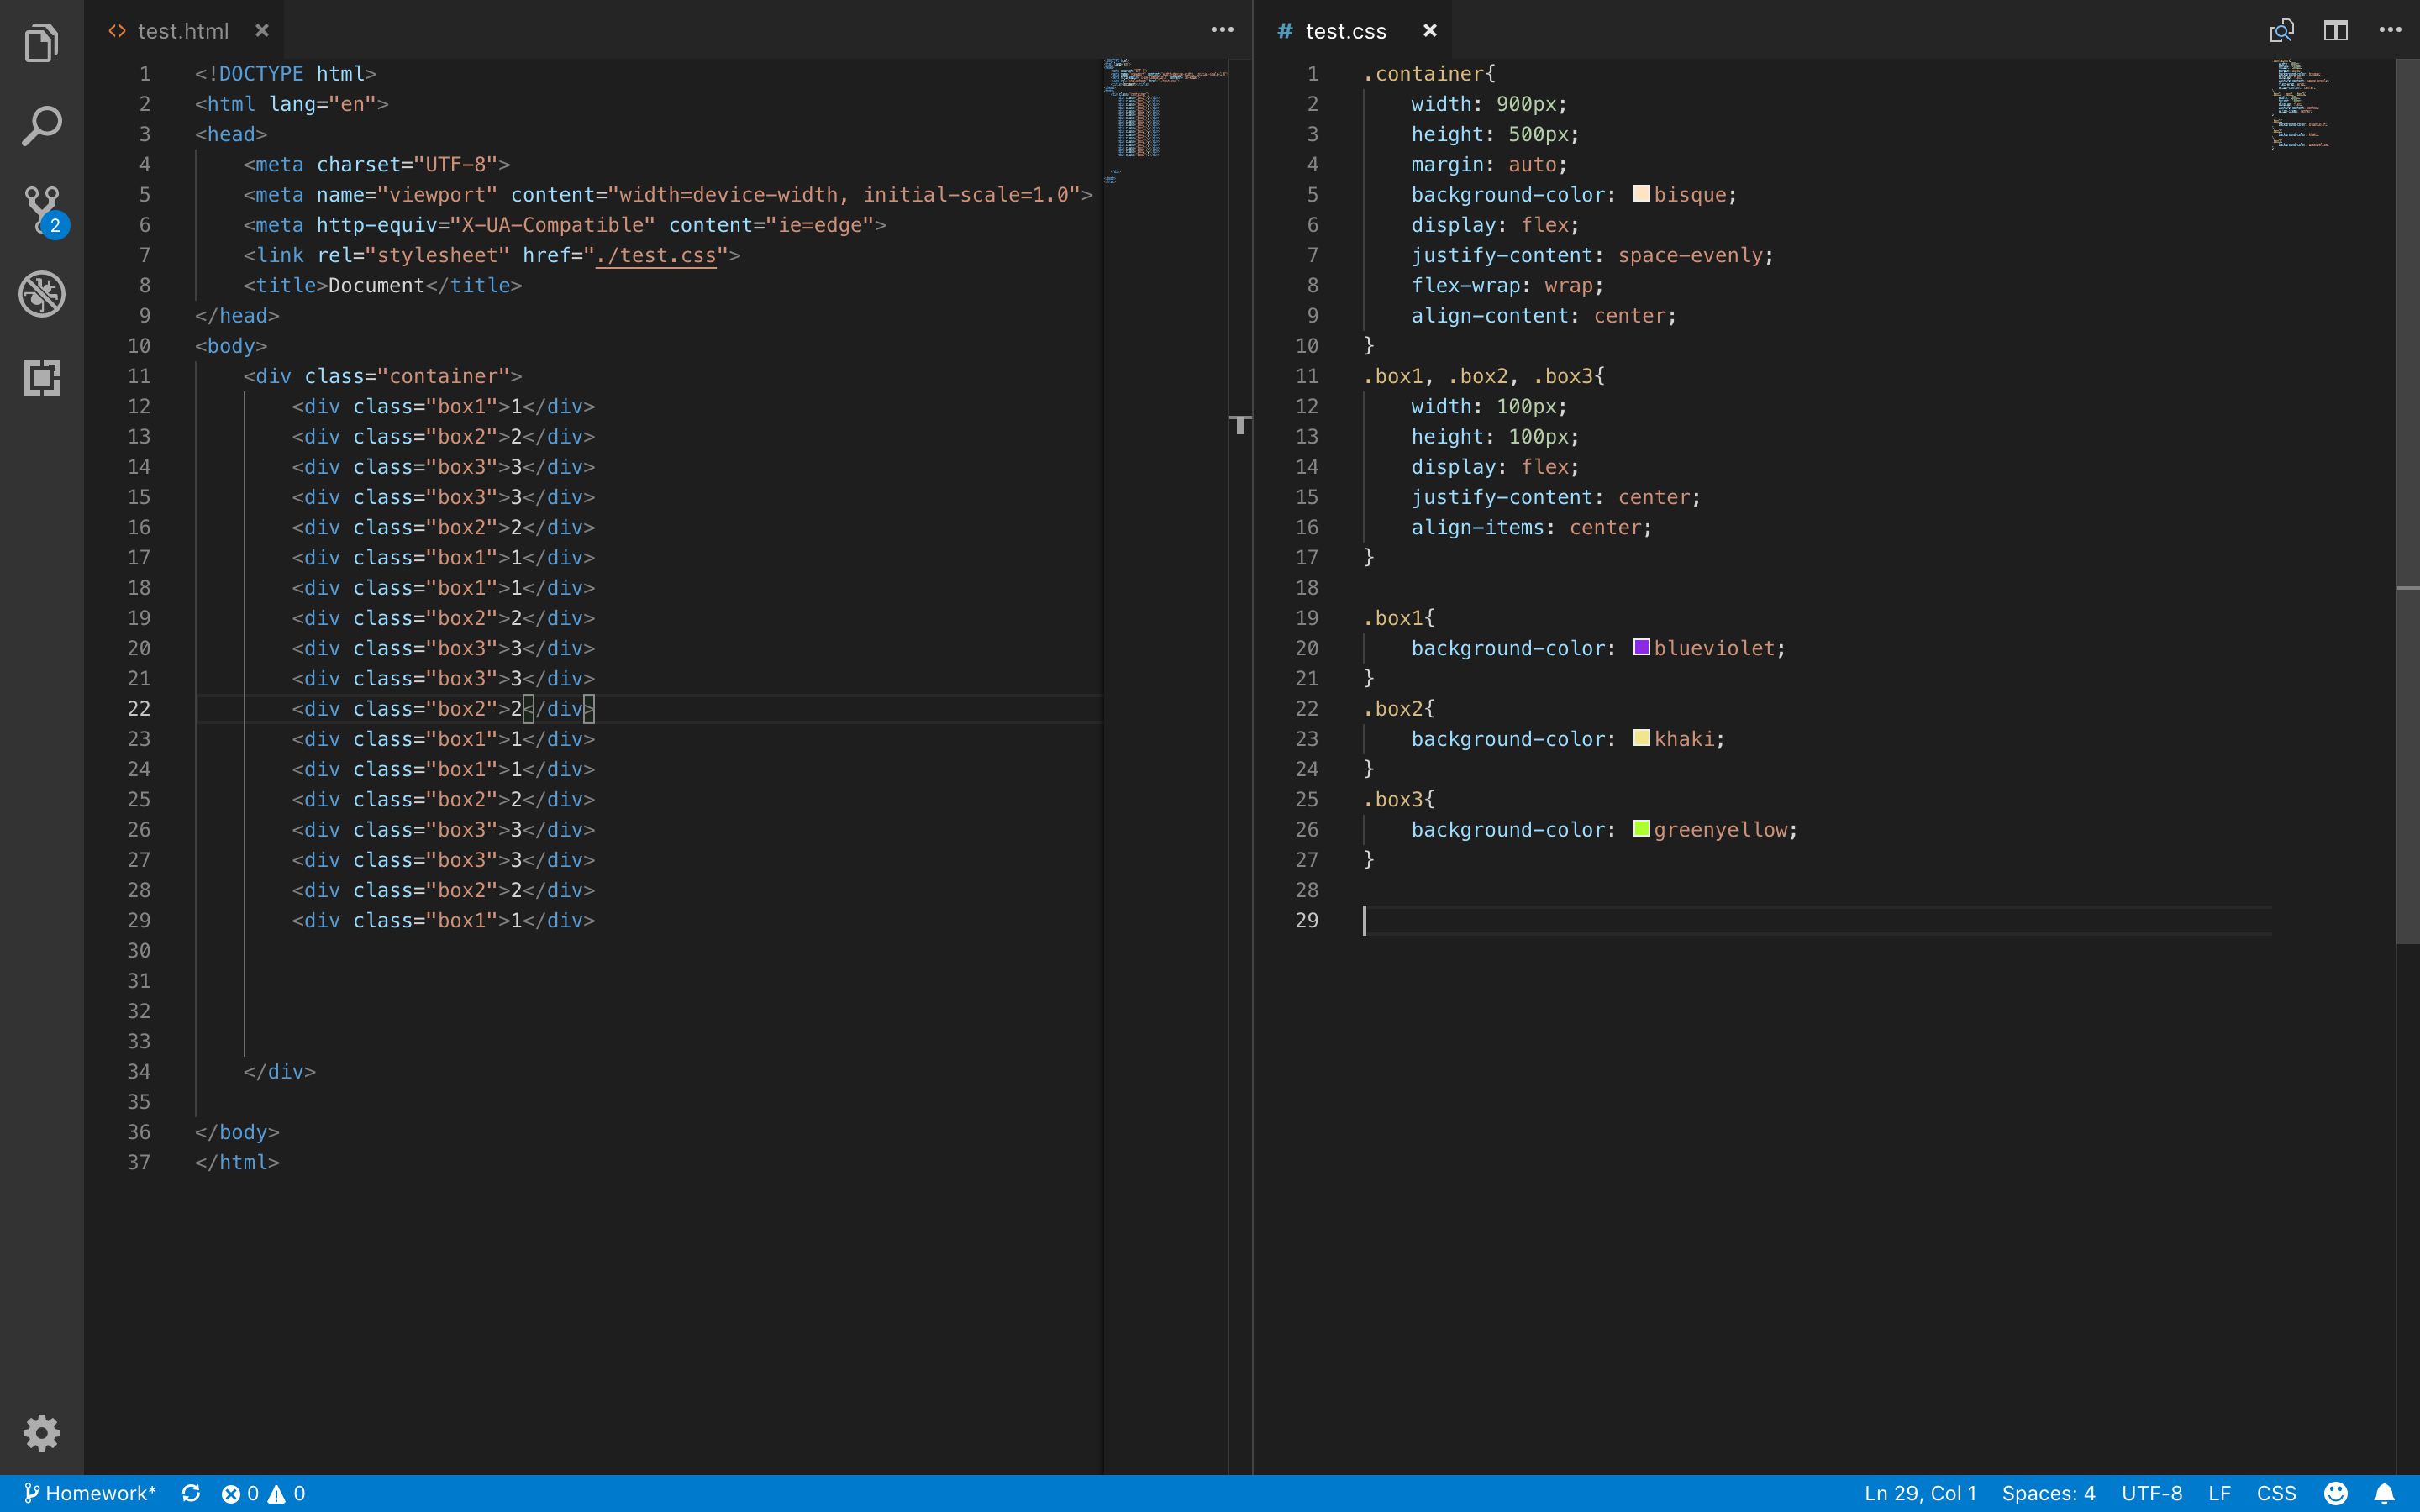 test.html
1 <!DOCTYPE html>
2 <html lang="en">
3 <head>
4 <meta charset="UTF-8">
5 <meta name="viewport" content="width=device-width, initial-scale=1.0">
6 <meta http-equiv="X-UA-Compatible" content="ie=edge">
7 <link rel="stylesheet" href="./test.css">
8 <title>Document</title>
9 </head>
10 <body>
11 <div class="container">
12 <div class="box1">1</div>
13 <div class="box2">2</div>
14 <div class="box3">3</div>
15 <div class="box3">3</div>
16 <div class="box2">2</div>
17 <div class="box1">1</div>
18 <div class="box1">1</div>
19 <div class="box2">2</div>
20 <div class="box3">3</div>
21 <div class="box3">3</div>
22 <div class="box2">2</div>
23 <div class="box1">1</div>
24 <div class="box1">1</div>
25 <div class="box2">2</div>
26 <div class="box3">3</div>
27 <div class="box3">3</div>
28 <div class="box2">2</div>
29 <div class="box1">1</div>
30
31
32
33
34 </div>
35
36 </body>
37 </html>
# test.css
1 .container{
2 width: 900px;
3 height: 500px;
4 margin: auto;
5 background-color: bisque;
6 display: flex;
7 justify-content: space-evenly;
8 flex-wrap: wrap;
9 align-content: center;
10 }
11 .box1, .box2, .box3{
12 width: 100px;
13 height: 100px;
14 display: flex;
15 justify-content: center;
16 align-items: center;
17 }
18
19 .box1{
20 background-color: blueviolet;
21 }
22 .box2{
23 background-color: khaki;
24 }
25 .box3{
26 background-color: greenyellow;
27 }
28
29
2
Homework* 0 0 Ln 29, Col 1 Spaces: 4 UTF-8 LF CSS